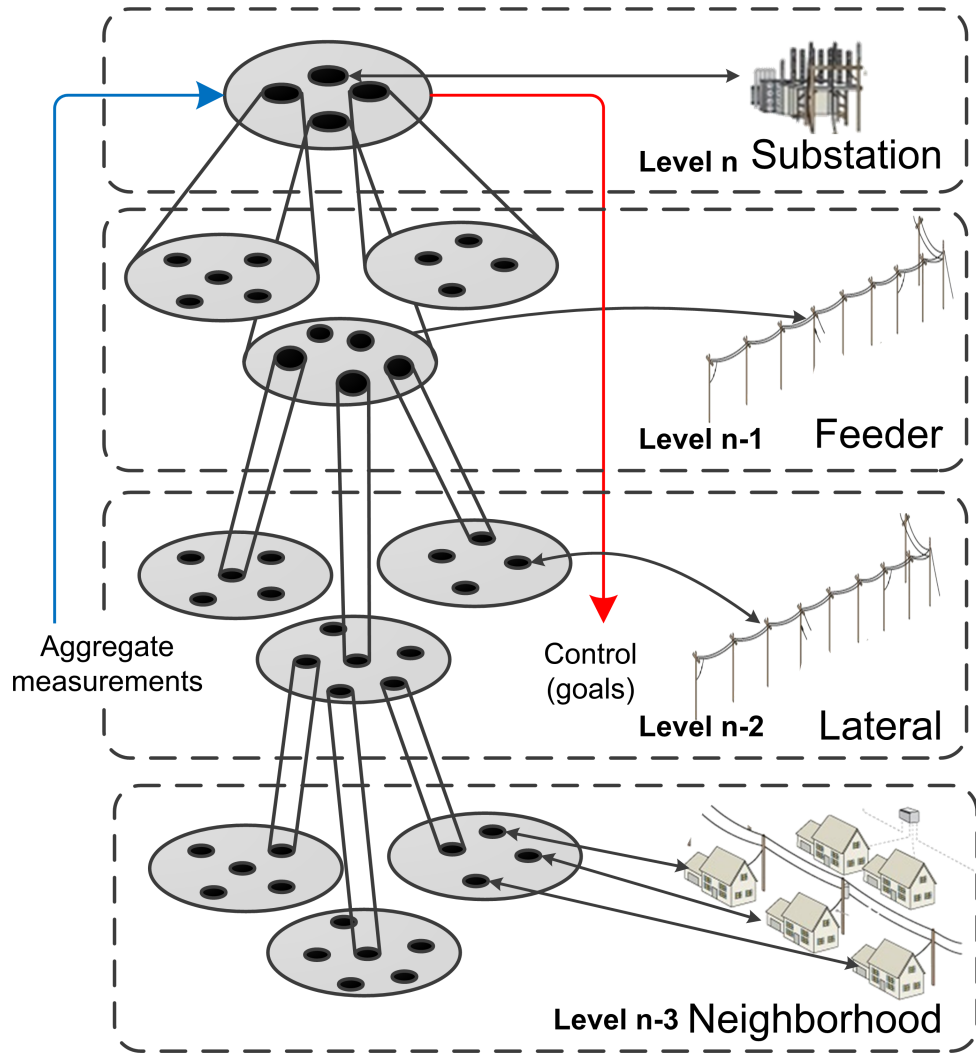 Level n Substation
Level n-1 Feeder
Aggregate
measurements
Control
(goals)
Level n-2 Lateral
Level n-3 Neighborhood